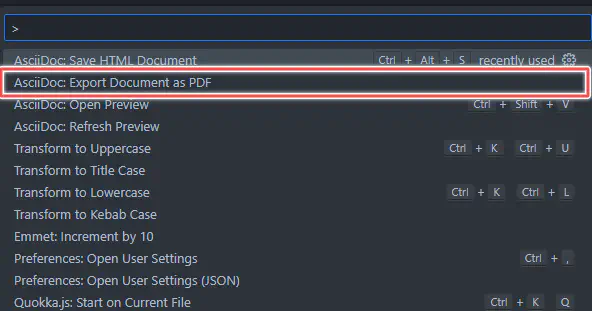 >
AsciiDoc: Save HTML Document Ctrl + Alt + S recently used
AsciiDoc: Export Document as PDF
AsciiDoc: Open Preview Ctrl + Shift + V
AsciiDoc: Refresh Preview
Transform to Uppercase Ctrl + K Ctrl + U
Transform to Title Case
Transform to Lowercase Ctrl + K Ctrl + L
Transform to Kebab Case
Emmet: Increment by 10
Preferences: Open User Settings Ctrl + ,
Preferences: Open User Settings (JSON)
Quokka.js: Start on Current File Ctrl + K Q